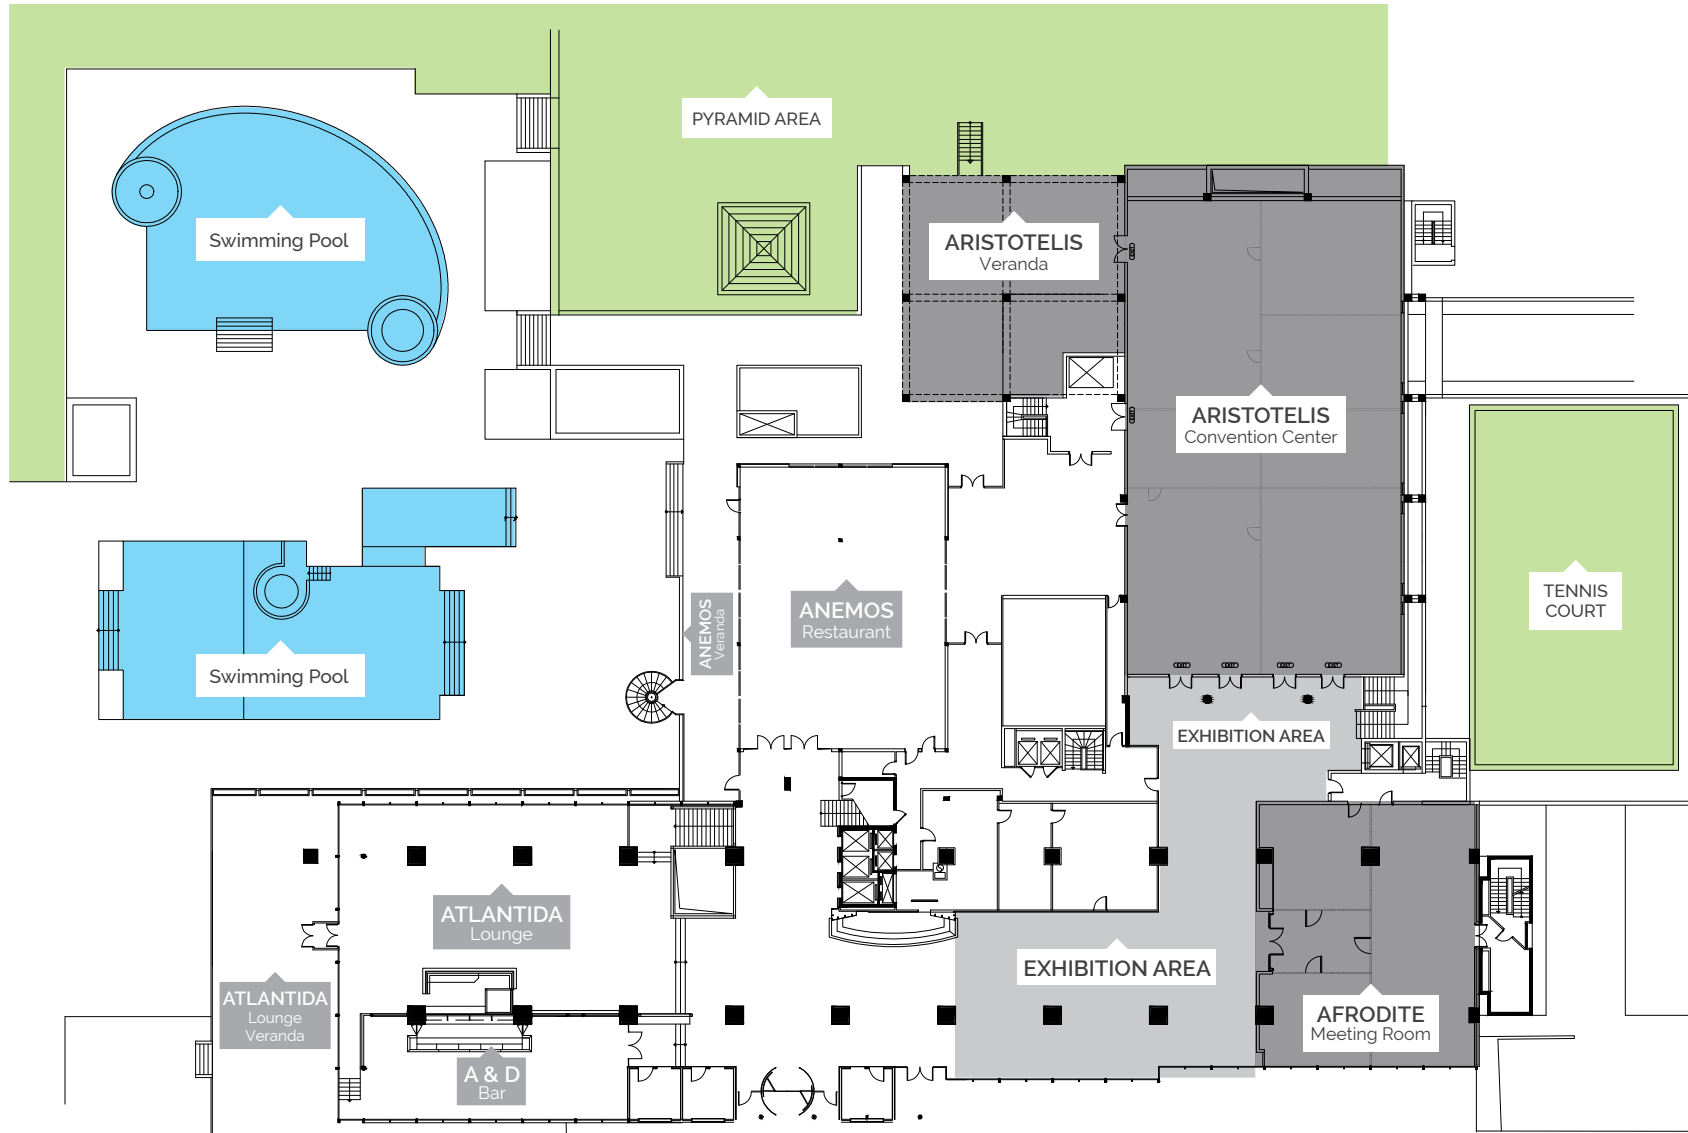 PYRAMID AREA
Swimming Pool
ARISTOTELIS
Veranda
ARISTOTELIS
Convention Center
TENNIS
COURT
ANEMOS
Veranda
ANEMOS
Restaurant
Swimming Pool
EXHIBITION AREA
ATLANTIDA
Lounge
EXHIBITION AREA
ATLANTIDA
Lounge
Veranda
AFRODITE
Meeting Room
A & D
Bar